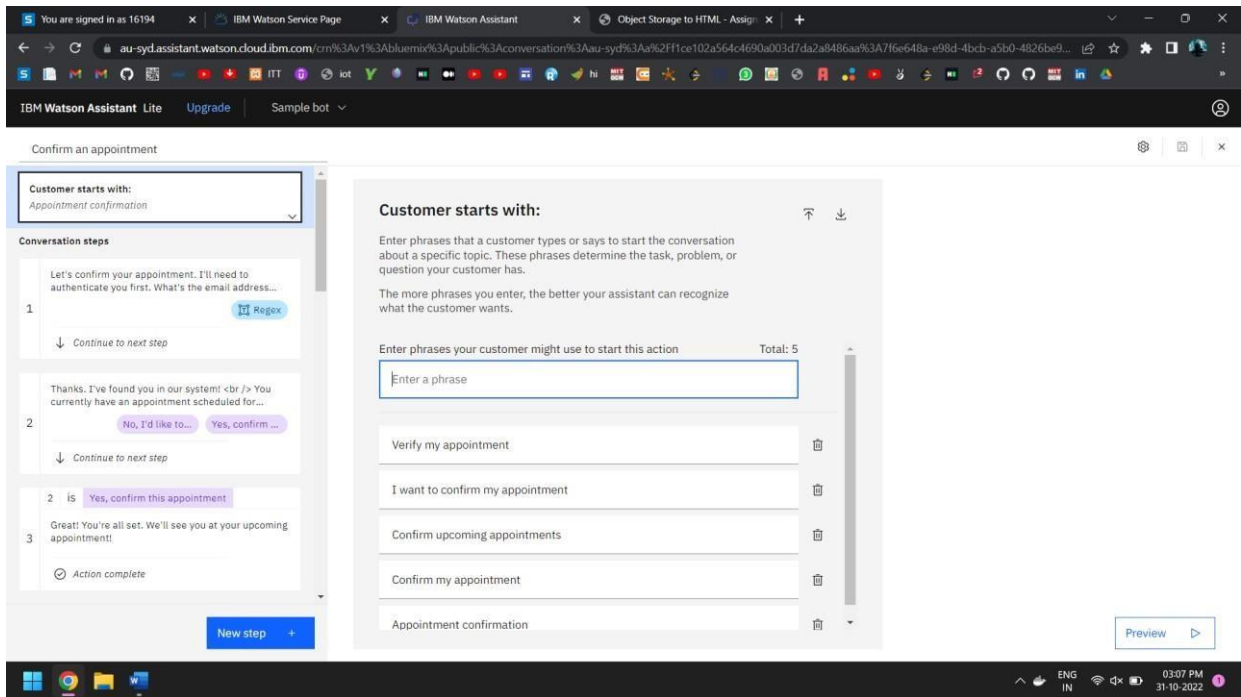 You are signed in as 16194
IBM Watson Service Page
IBM Watson Assistant
Object Storage to HTML - Assign
au-syd.assistant.watson.cloud.ibm.com/crn%3Av1%3Abluemix%3Apublic%3Aconversation%3Aau-syd%3Aa%2Ff1ce102a564c4690a003d7da2a8486aa%3A7f6e648a-e98d-4bcb-a5b0-4826be9...
ITT
iot
hi
IBM Watson Assistant Lite
Upgrade
Sample bot
Confirm an appointment
Customer starts with:
Appointment confirmation
Conversation steps
1
Let's confirm your appointment. I'll need to
authenticate you first. What's the email address...
Regex
Continue to next step
2
Thanks. I've found you in our system! <br /> You
currently have an appointment scheduled for...
No, I'd like to...
Yes, confirm ...
Continue to next step
2 is Yes, confirm this appointment
3
Great! You're all set. We'll see you at your upcoming
appointment!
Action complete
New step +
Customer starts with:
Enter phrases that a customer types or says to start the conversation
about a specific topic. These phrases determine the task, problem, or
question your customer has.
The more phrases you enter, the better your assistant can recognize
what the customer wants.
Enter phrases your customer might use to start this action
Total: 5
Enter a phrase
Verify my appointment
I want to confirm my appointment
Confirm upcoming appointments
Confirm my appointment
Appointment confirmation
Preview
ENG
IN
03:07 PM
31-10-2022
1